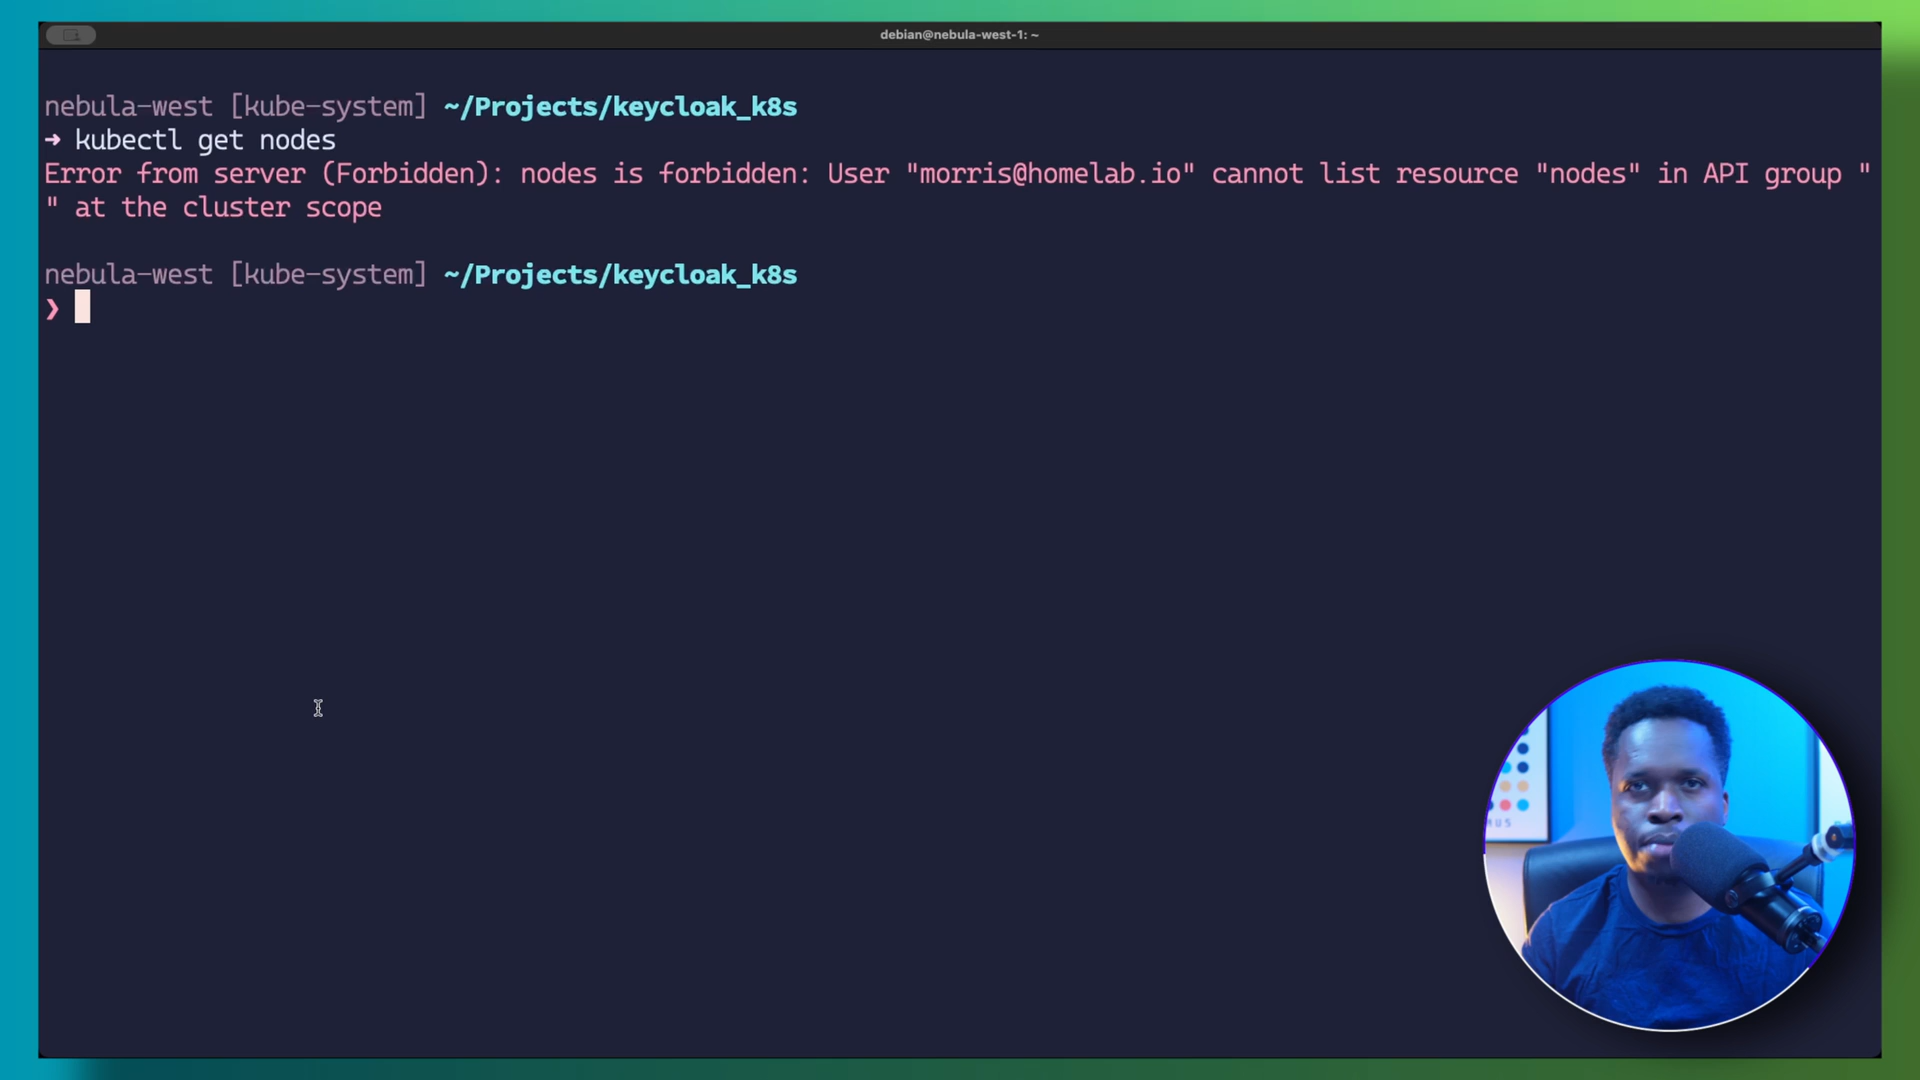 debian@nebula-west-1: ~
nebula-west [kube-system] ~/Projects/keycloak_k8s
➜ kubectl get nodes
Error from server (Forbidden): nodes is forbidden: User "morris@homelab.io" cannot list resource "nodes" in API group "
" at the cluster scope
nebula-west [kube-system] ~/Projects/keycloak_k8s
❯